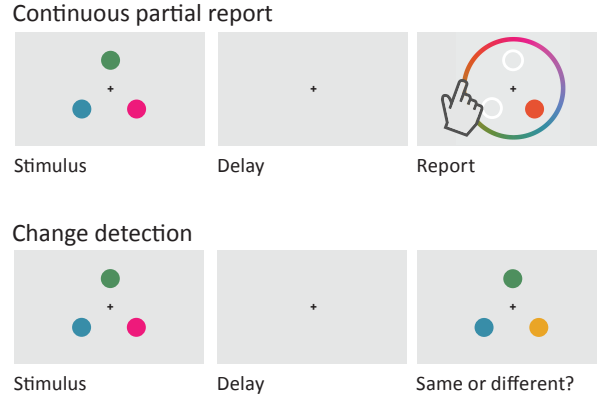 Continuous partial report
Stimulus
Delay
Report
Change detection
Stimulus
Delay
Same or different?